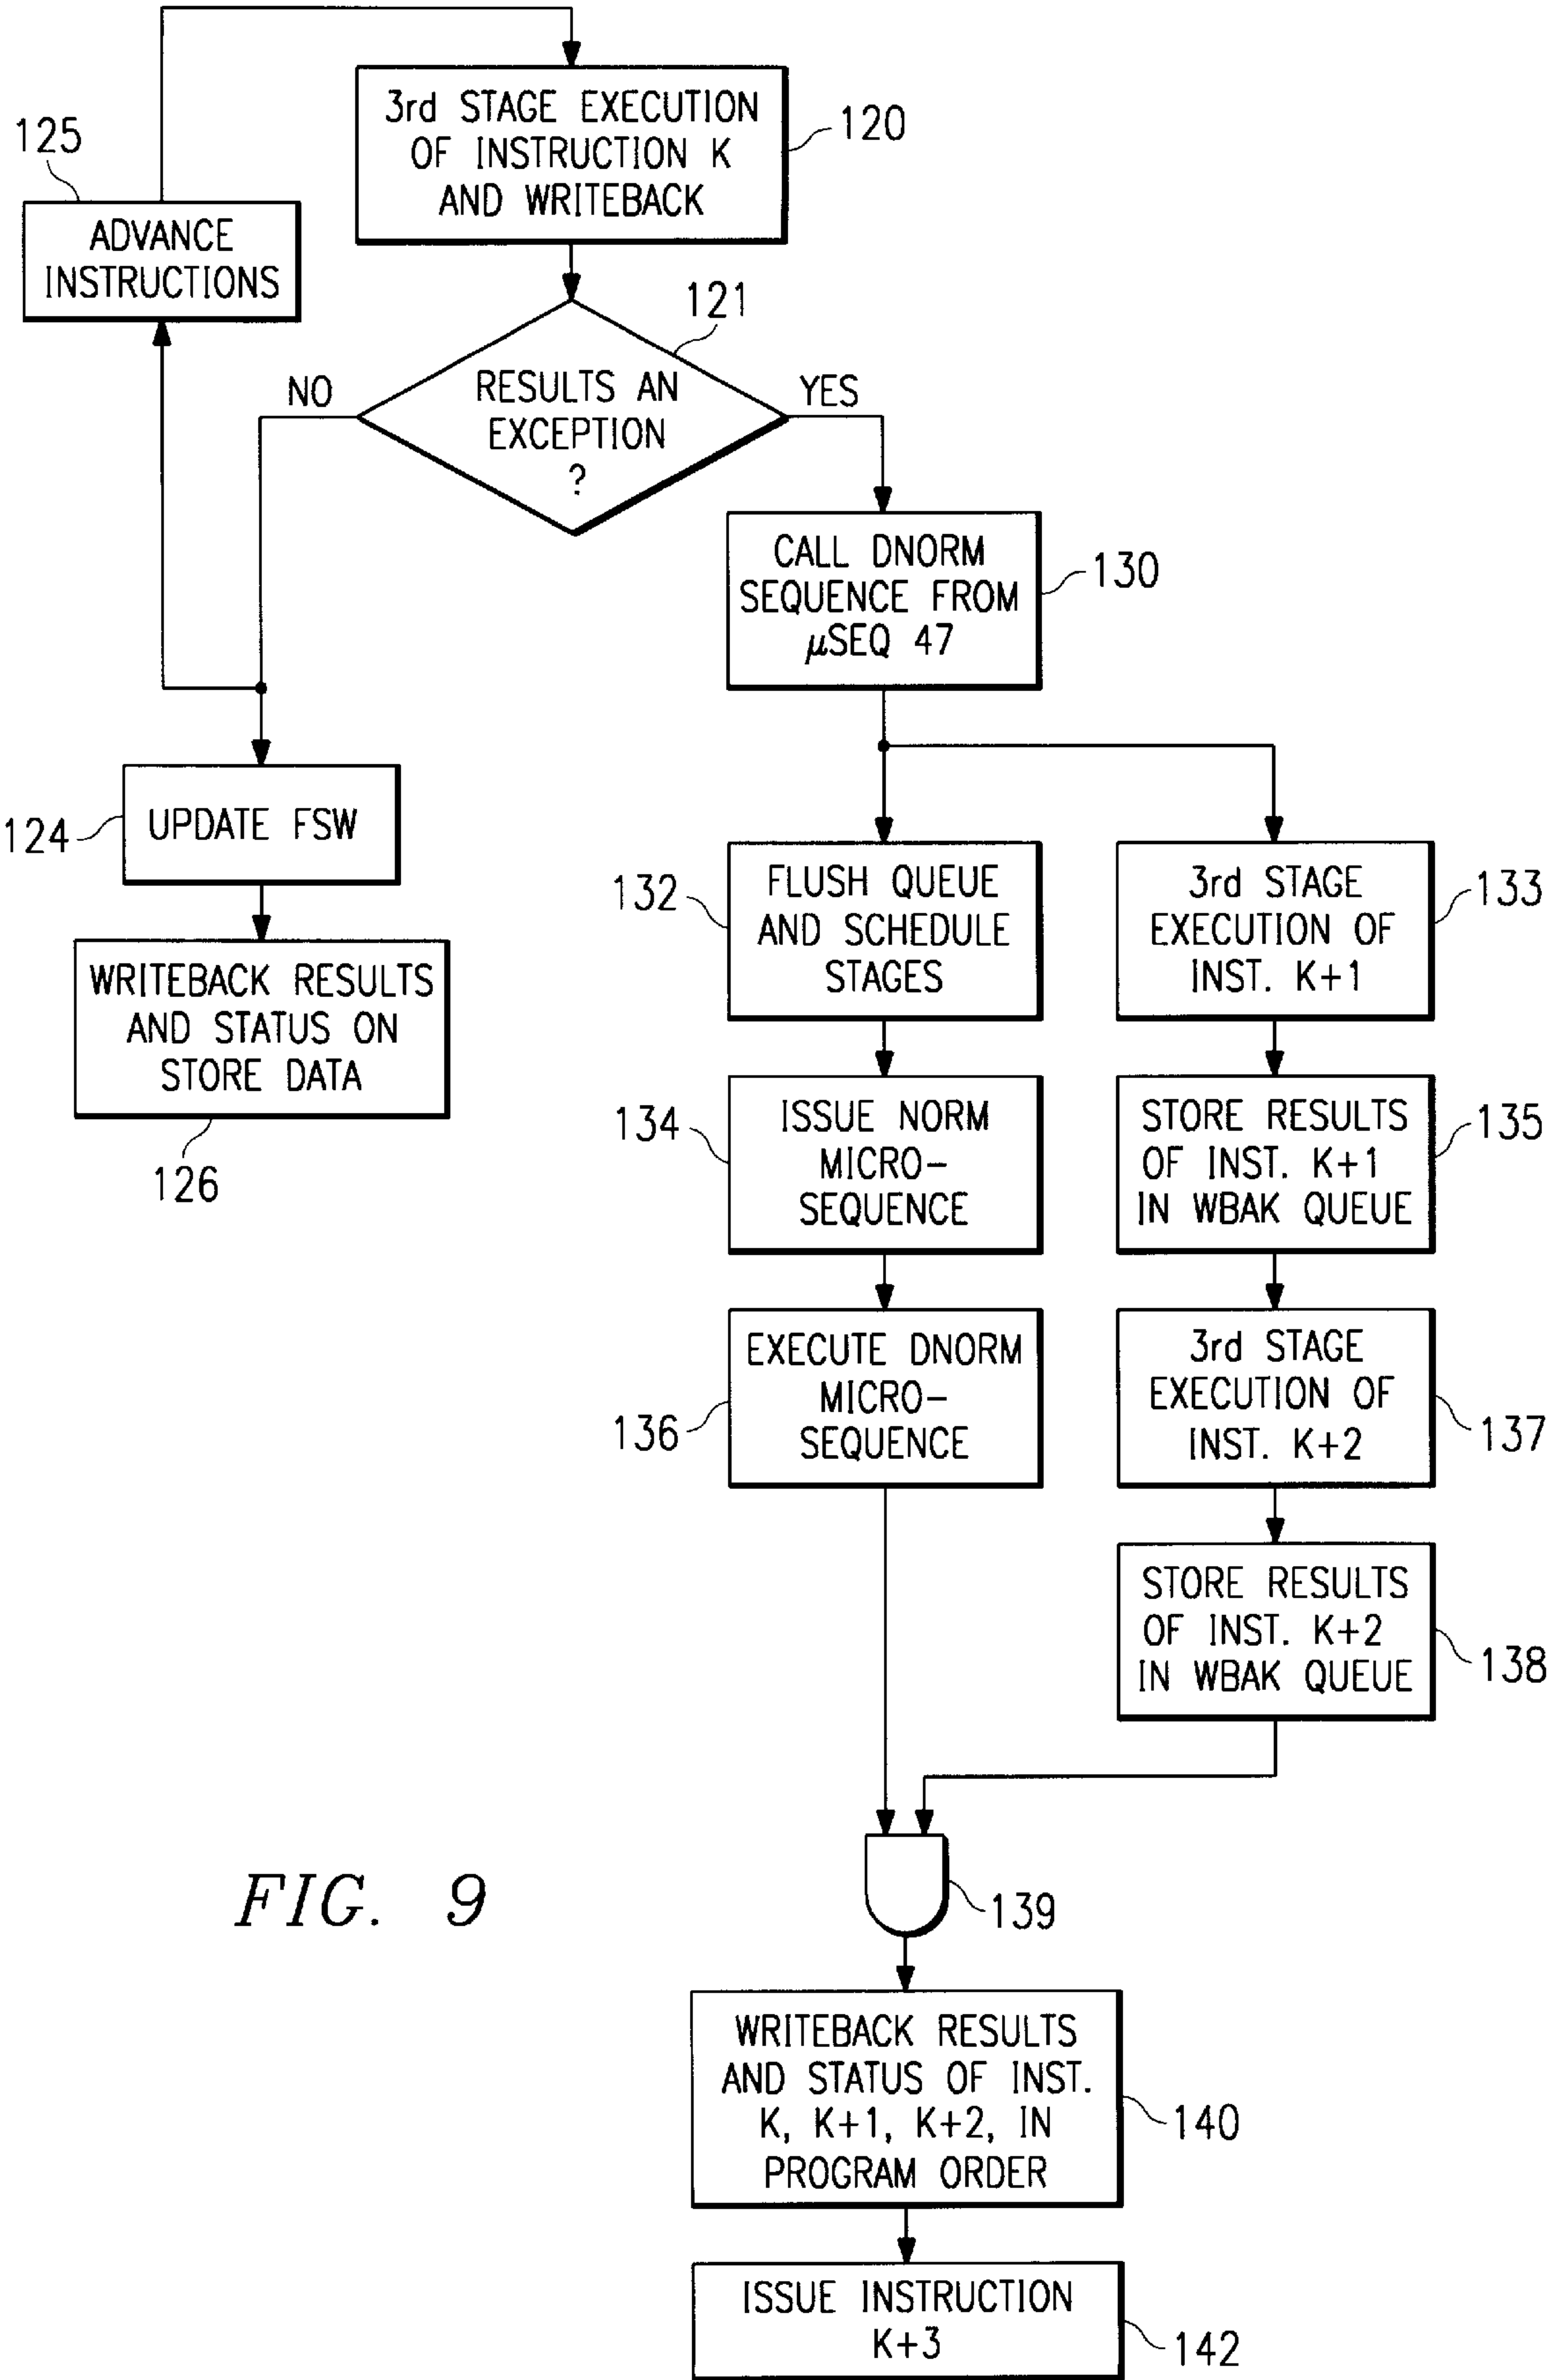 3rd STAGE EXECUTION
OF INSTRUCTION K
AND WRITEBACK
120
125
ADVANCE
INSTRUCTIONS
121
RESULTS AN
EXCEPTION
?
NO
YES
CALL DNORM
SEQUENCE FROM
μSEQ 47
130
124
UPDATE FSW
WRITEBACK RESULTS
AND STATUS ON
STORE DATA
126
132
FLUSH QUEUE
AND SCHEDULE
STAGES
3rd STAGE
EXECUTION OF
INST. K+1
133
134
ISSUE NORM
MICRO-
SEQUENCE
STORE RESULTS
OF INST. K+1
IN WBAK QUEUE
135
136
EXECUTE DNORM
MICRO-
SEQUENCE
3rd STAGE
EXECUTION OF
INST. K+2
137
STORE RESULTS
OF INST. K+2
IN WBAK QUEUE
138
139
FIG. 9
WRITEBACK RESULTS
AND STATUS OF INST.
K, K+1, K+2, IN
PROGRAM ORDER
140
ISSUE INSTRUCTION
K+3
142